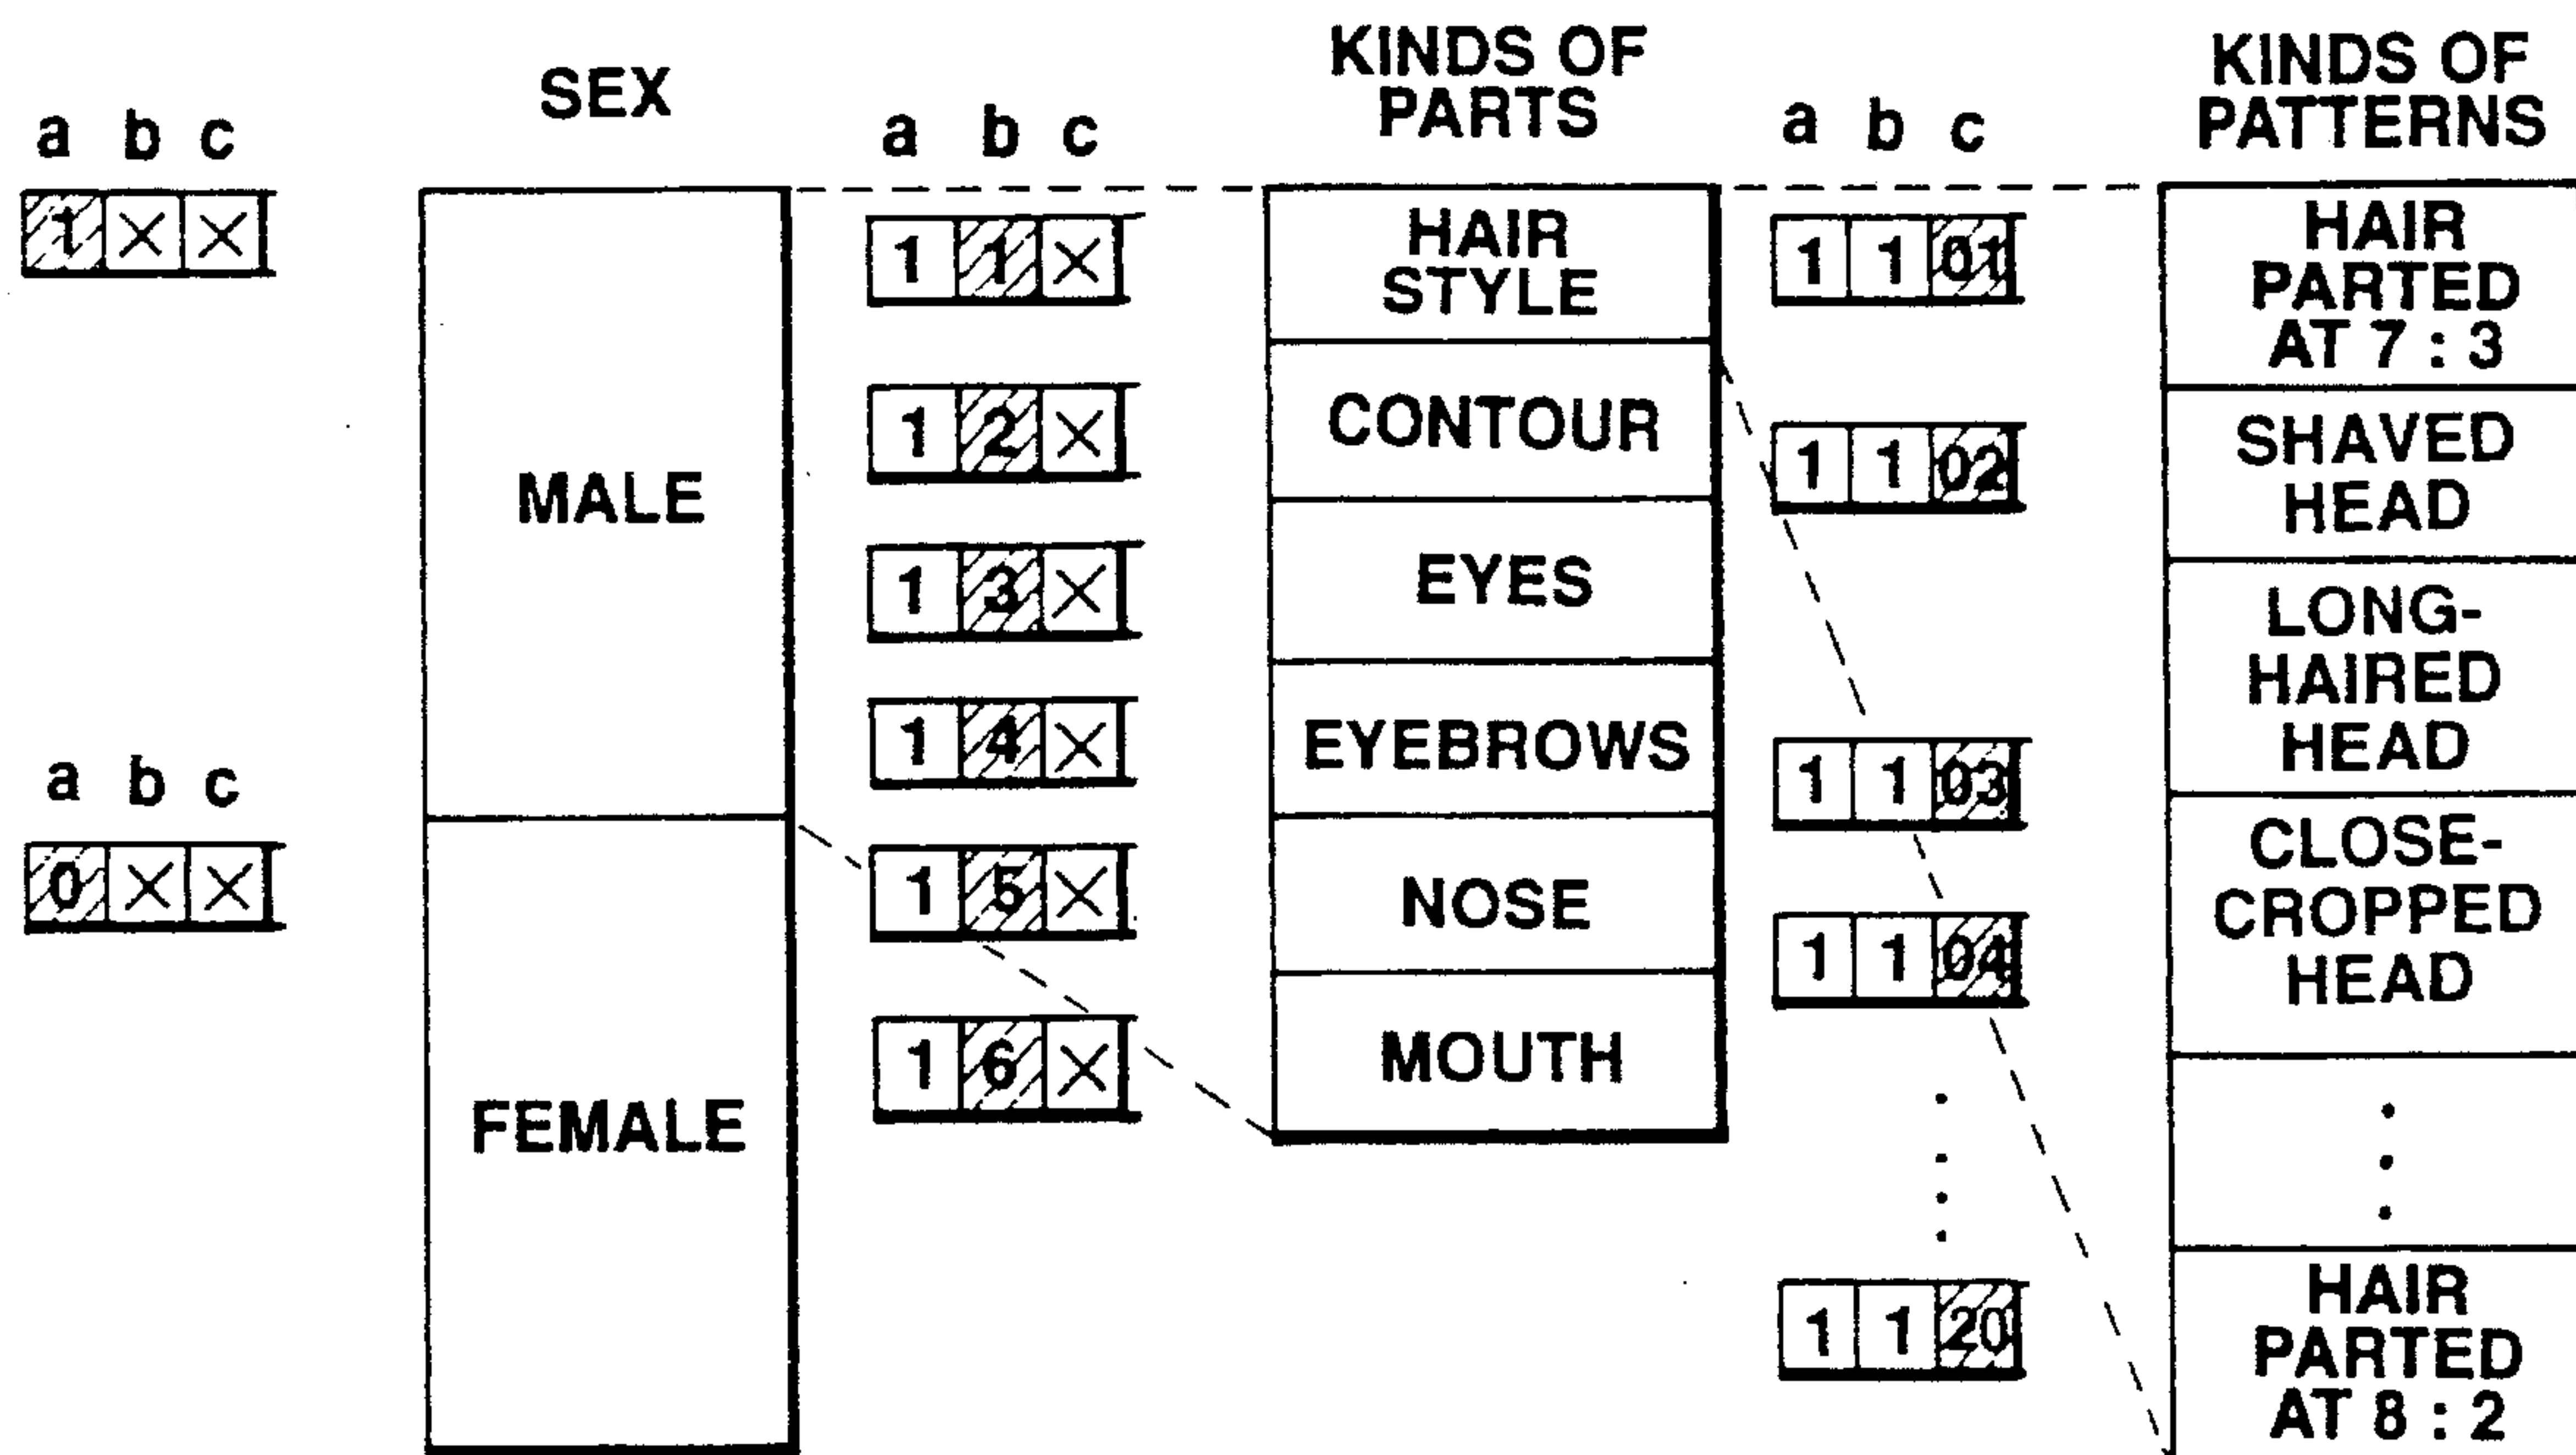 a b c
1 × ×
a b c
0 × ×
SEX
MALE
FEMALE
a b c
1 1 ×
1 2 ×
1 3 ×
1 4 ×
1 5 ×
1 6 ×
KINDS OF
PARTS
HAIR
STYLE
CONTOUR
EYES
EYEBROWS
NOSE
MOUTH
a b c
1 1 01
1 1 02
1 1 03
1 1 04
1 1 20
KINDS OF
PATTERNS
HAIR
PARTED
AT 7 : 3
SHAVED
HEAD
LONG-
HAIRED
HEAD
CLOSE-
CROPPED
HEAD
HAIR
PARTED
AT 8 : 2